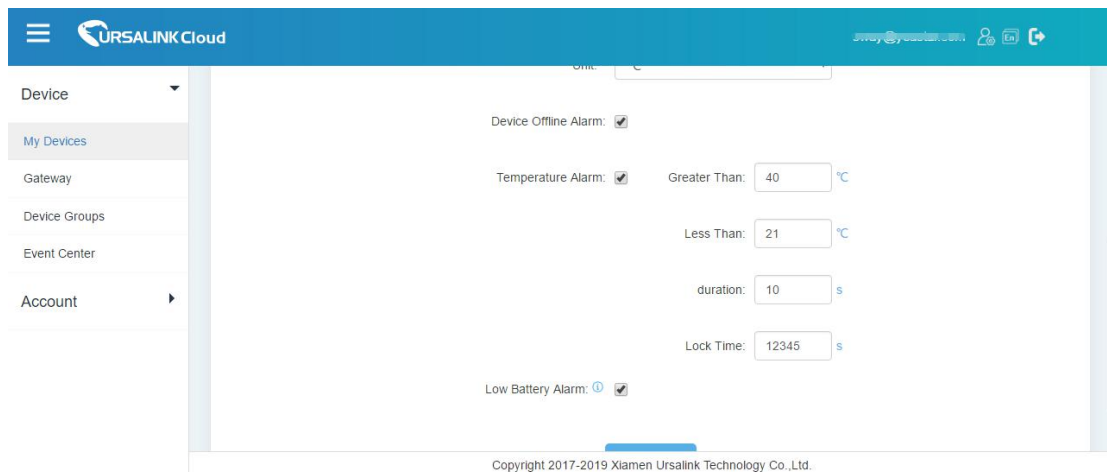 URSALINK Cloud
En
Device
My Devices
Gateway
Device Groups
Event Center
Account
Unit: ℃
Device Offline Alarm:
Temperature Alarm: Greater Than: 40 ℃
Less Than: 21 ℃
duration: 10 s
Lock Time: 12345 s
Low Battery Alarm:
Copyright 2017-2019 Xiamen Ursalink Technology Co.,Ltd.